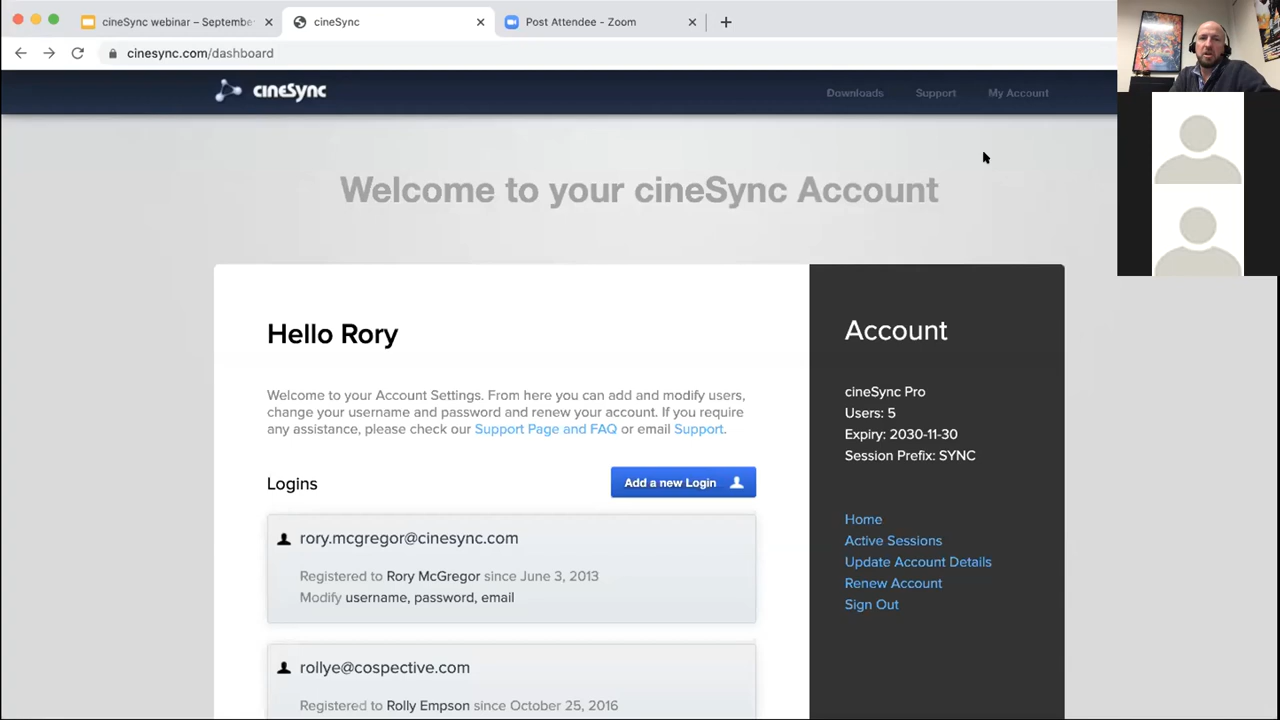 cineSync webinar – Septembe
cineSync
Post Attendee - Zoom
cinesync.com/dashboard
cineSync
Downloads
Support
My Account
Welcome to your cineSync Account
Hello Rory
Welcome to your Account Settings. From here you can add and modify users,
change your username and password and renew your account. If you require
any assistance, please check our Support Page and FAQ or email Support.
Logins
Add a new Login
rory.mcgregor@cinesync.com
Registered to Rory McGregor since June 3, 2013
Modify username, password, email
rollye@cospective.com
Registered to Rolly Empson since October 25, 2016
Account
cineSync Pro
Users: 5
Expiry: 2030-11-30
Session Prefix: SYNC
Home
Active Sessions
Update Account Details
Renew Account
Sign Out